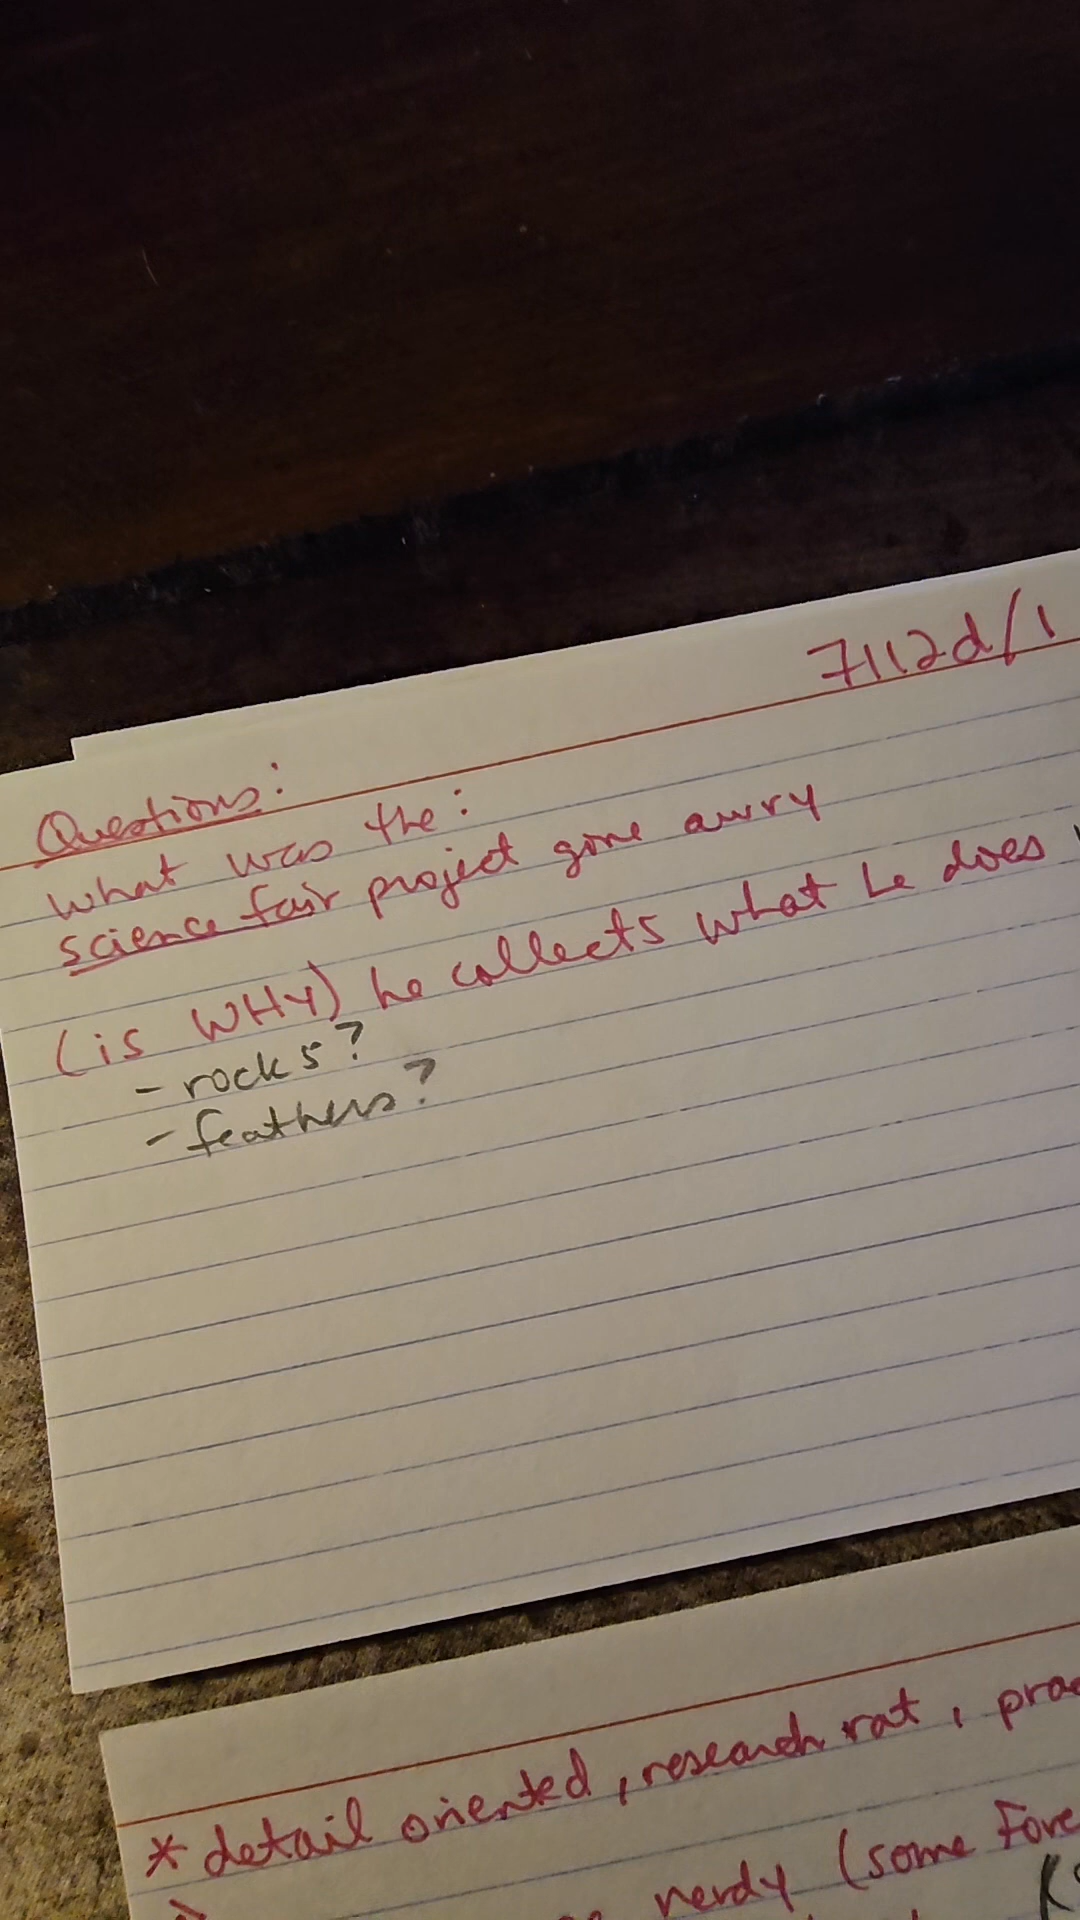 7112d/1
Questions:
what was the:
science fair project gone awry
(is WHY) he collects what he does
- rocks?
- feathers?
* detail oriented, research rat, prac
nerdy (some Fore